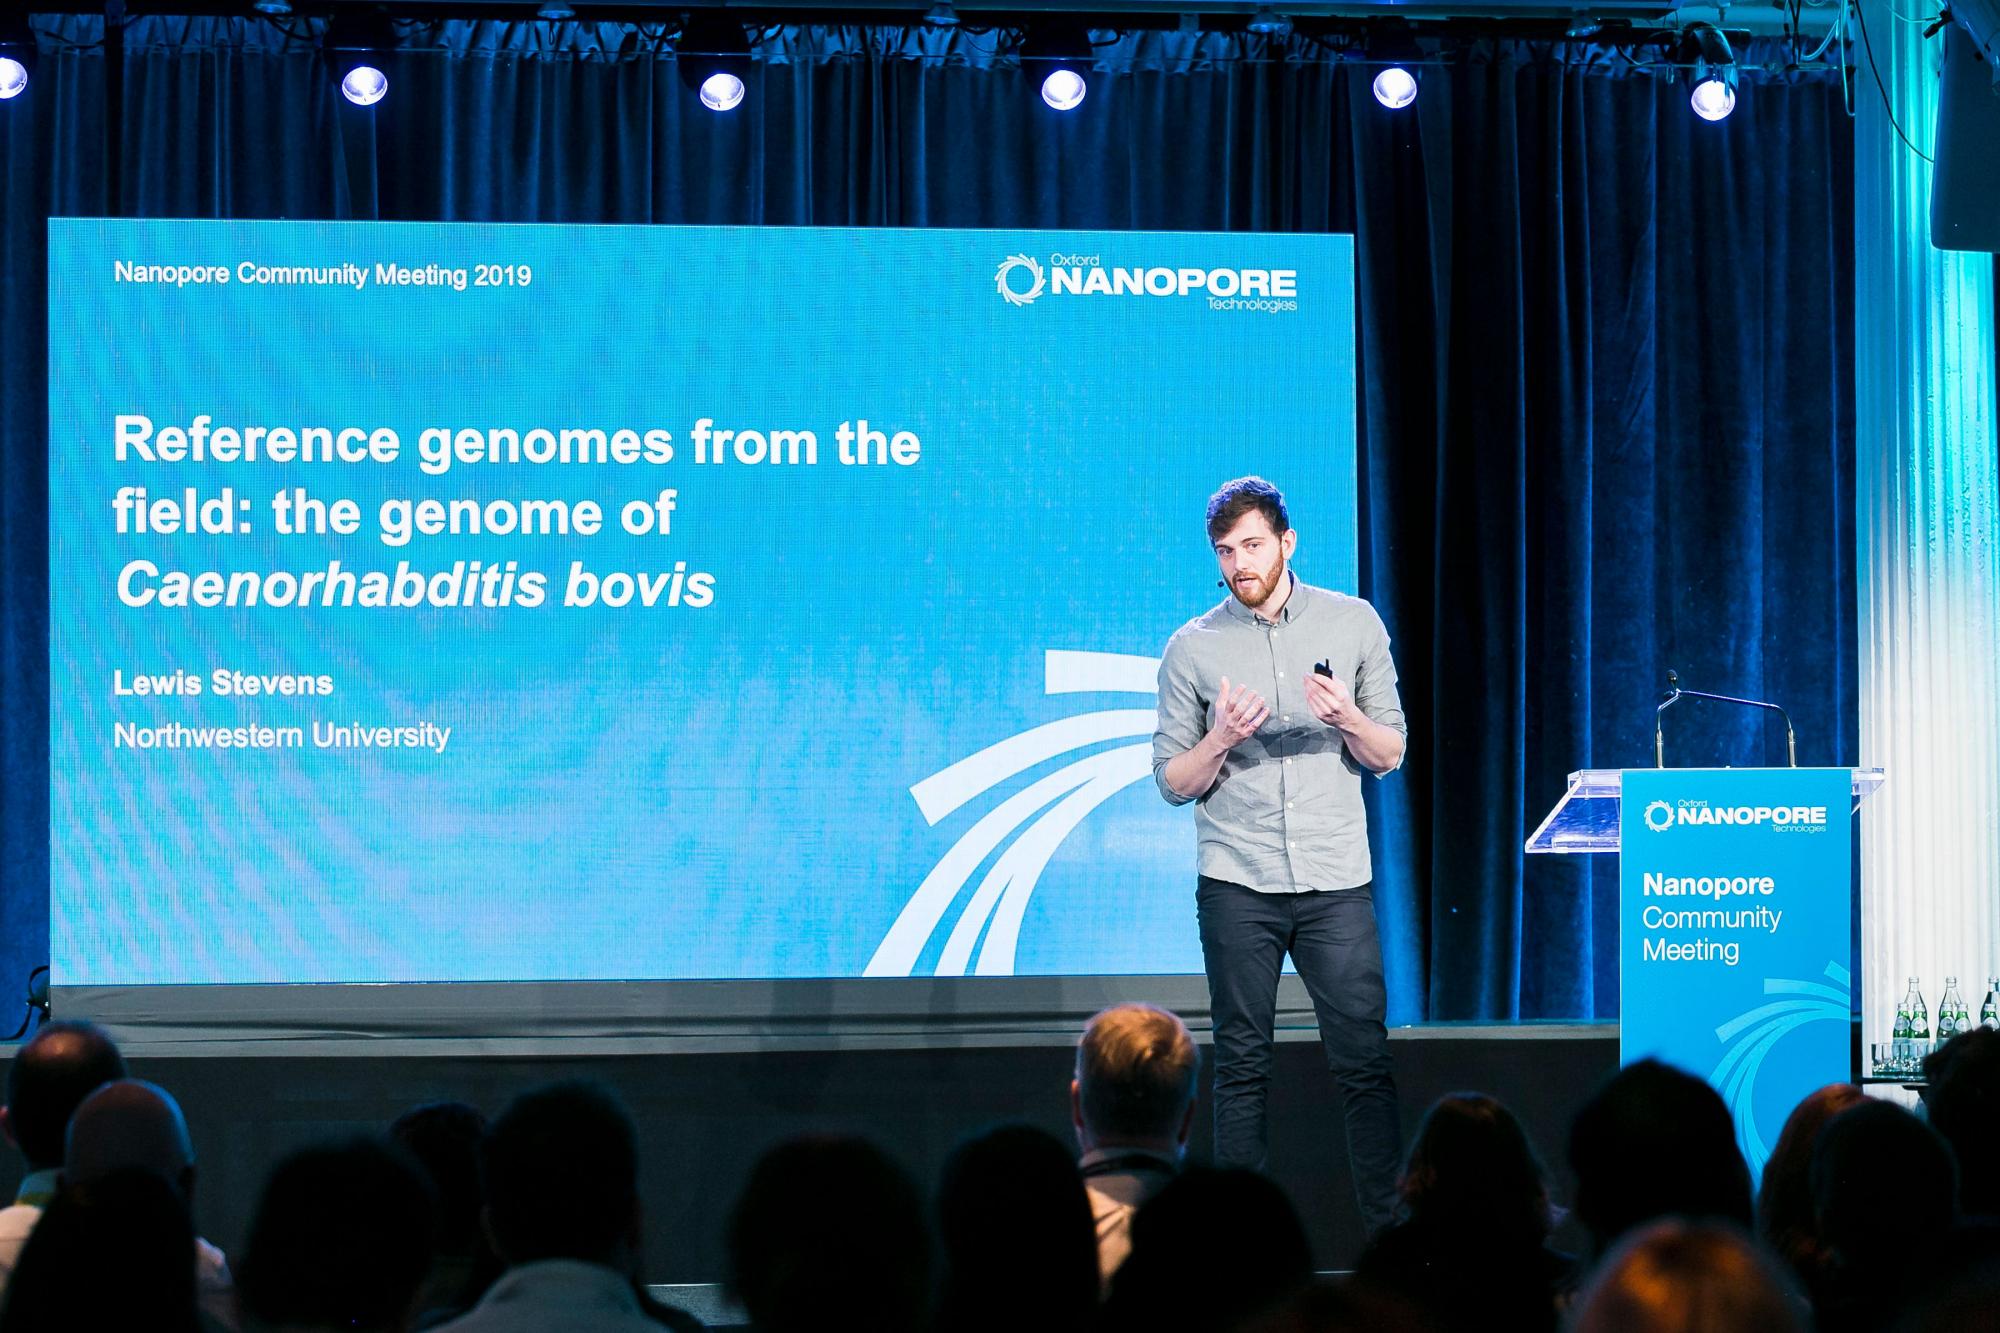 Nanopore Community Meeting 2019
Oxford
NANOPORE
Technologies
Reference genomes from the
field: the genome of
Caenorhabditis bovis
Lewis Stevens
Northwestern University
Oxford
NANOPORE
Technologies
Nanopore
Community
Meeting